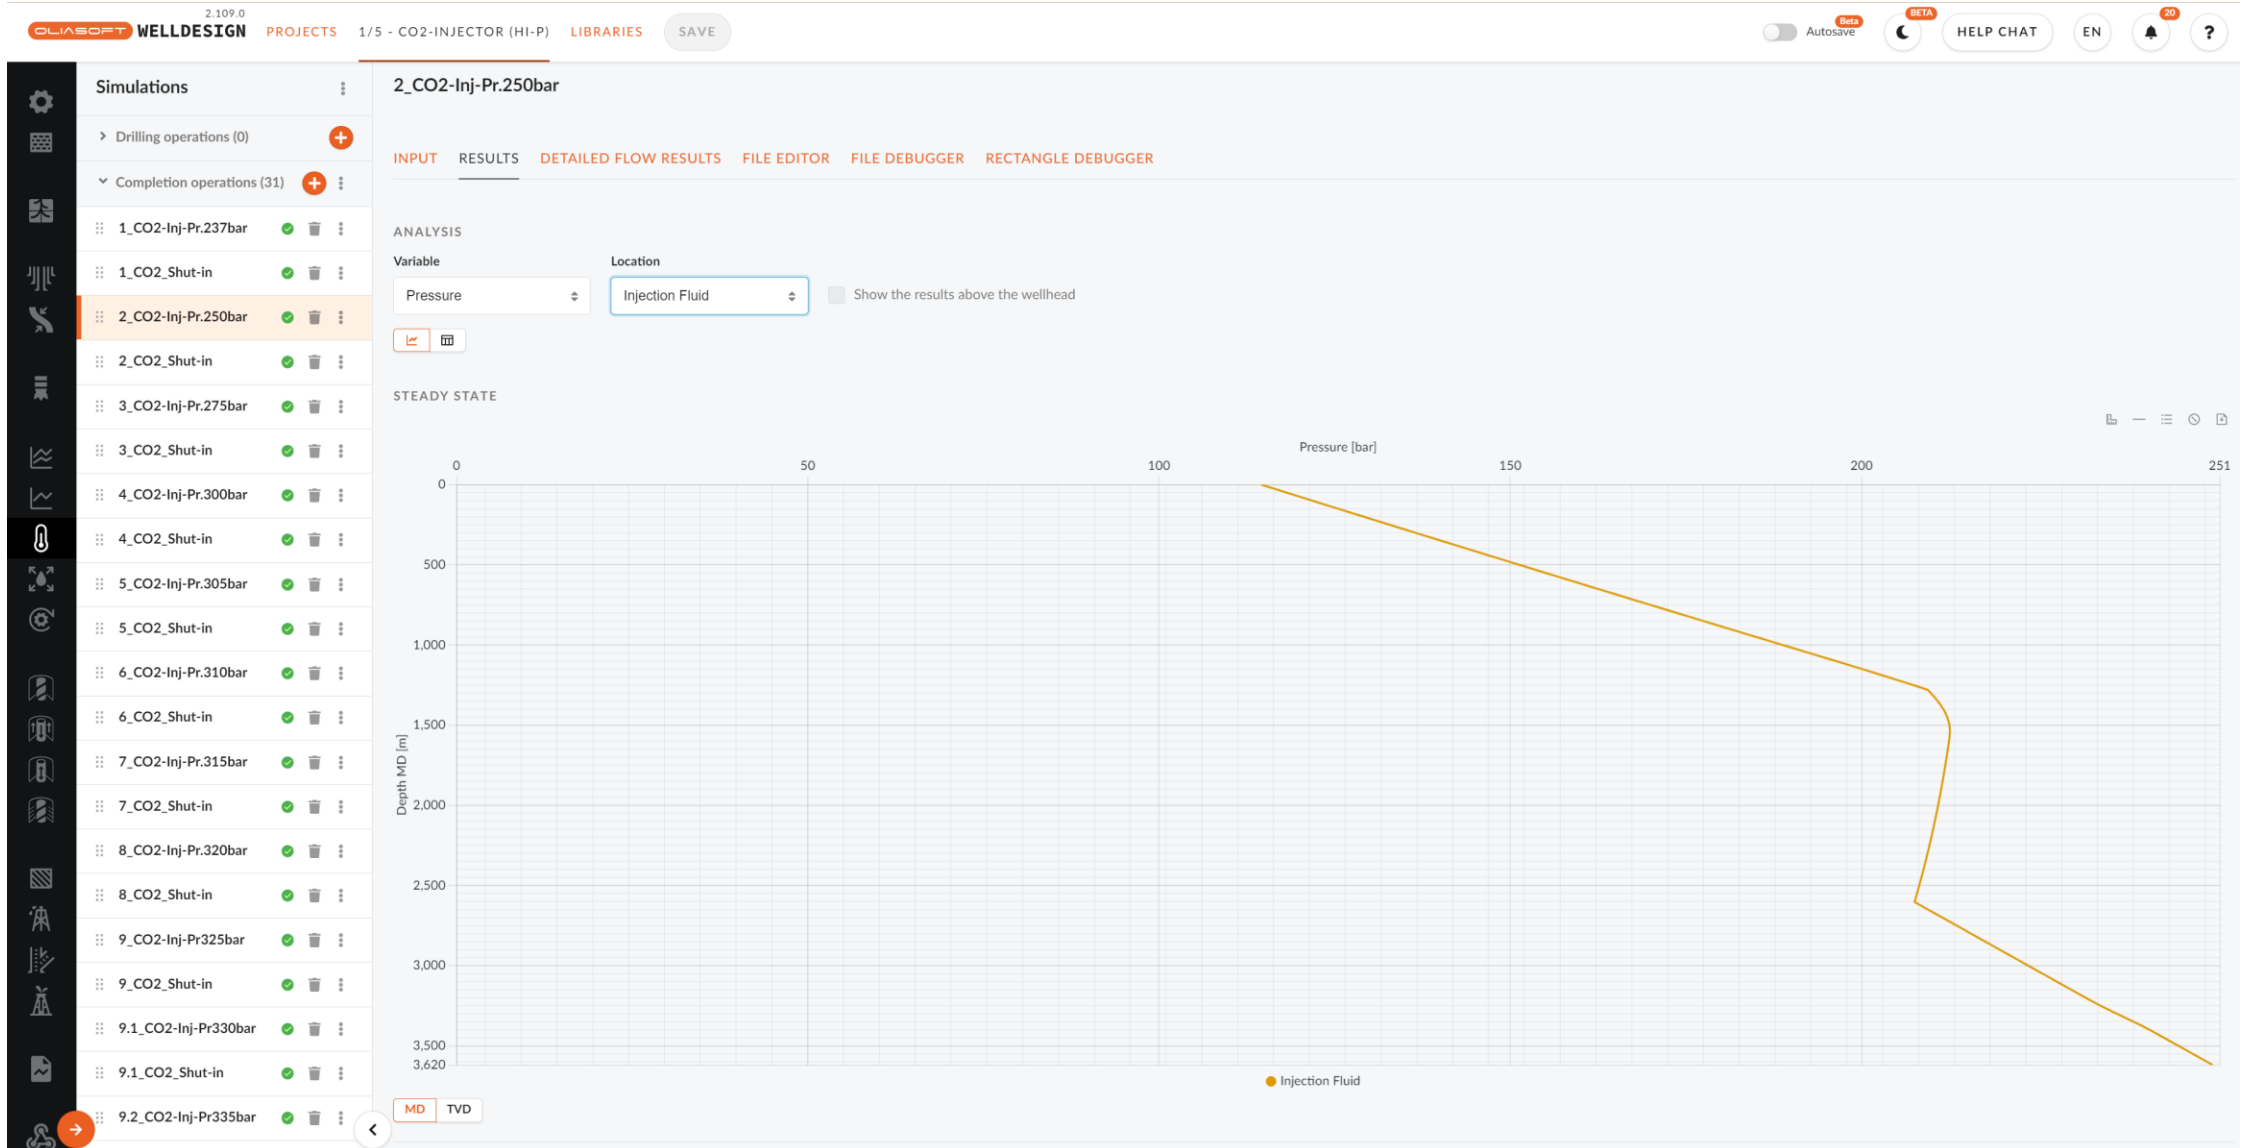 2.109.0
OLIASOFT WELLDESIGN PROJECTS 1/5 - CO2-INJECTOR (HI-P) LIBRARIES SAVE Autosave Beta BETA HELP CHAT EN 20 ?
Simulations
Drilling operations (0)
Completion operations (31)
1_CO2-Inj-Pr.237bar
1_CO2_Shut-in
2_CO2-Inj-Pr.250bar
2_CO2_Shut-in
3_CO2-Inj-Pr.275bar
3_CO2_Shut-in
4_CO2-Inj-Pr.300bar
4_CO2_Shut-in
5_CO2-Inj-Pr.305bar
5_CO2_Shut-in
6_CO2-Inj-Pr.310bar
6_CO2_Shut-in
7_CO2-Inj-Pr.315bar
7_CO2_Shut-in
8_CO2-Inj-Pr.320bar
8_CO2_Shut-in
9_CO2-Inj-Pr325bar
9_CO2_Shut-in
9.1_CO2-Inj-Pr330bar
9.1_CO2_Shut-in
9.2_CO2-Inj-Pr335bar
2_CO2-Inj-Pr.250bar
INPUT RESULTS DETAILED FLOW RESULTS FILE EDITOR FILE DEBUGGER RECTANGLE DEBUGGER
ANALYSIS
Variable Location
Pressure Injection Fluid Show the results above the wellhead
STEADY STATE
Pressure [bar]
0 50 100 150 200 251
0
500
1,000
1,500
2,000
2,500
3,000
3,500
3,620
Depth MD [m]
Injection Fluid
MD TVD